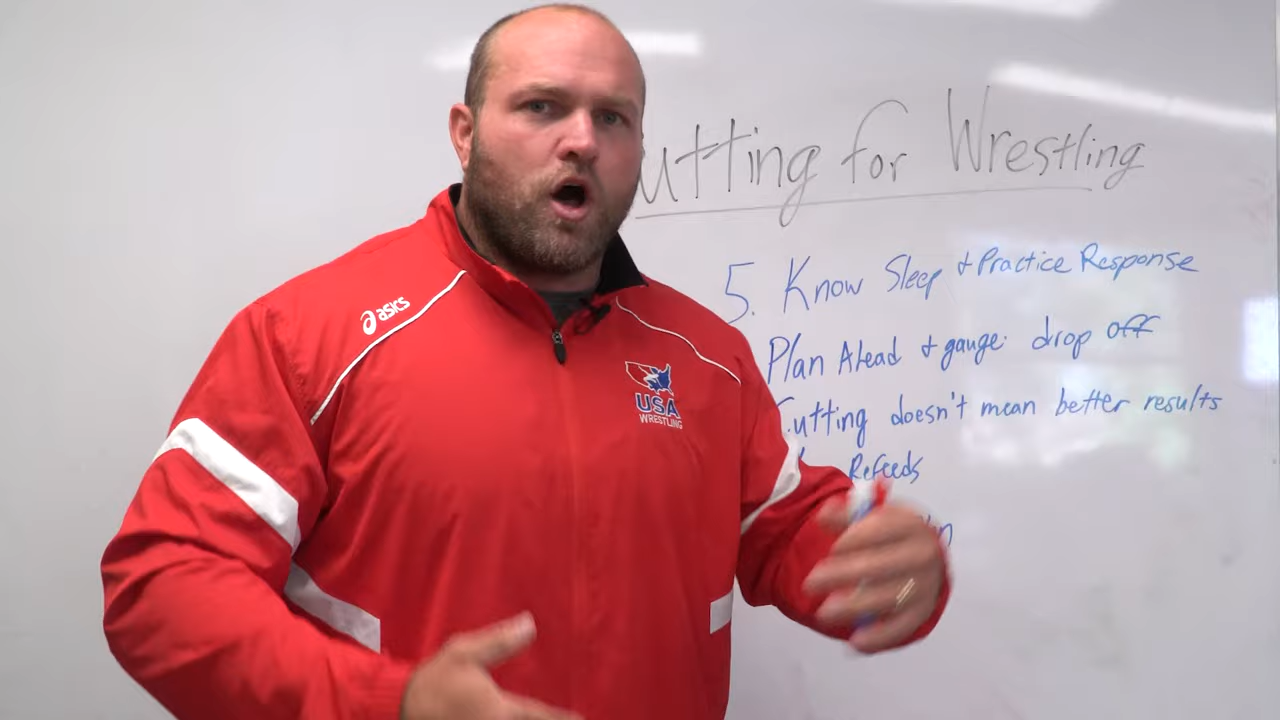 utting for Wrestling
5. Know Sleep + Practice Response
Plan Ahead + gauge drop off
Cutting doesn't mean better results
Refeeds
asics
USA
WRESTLING